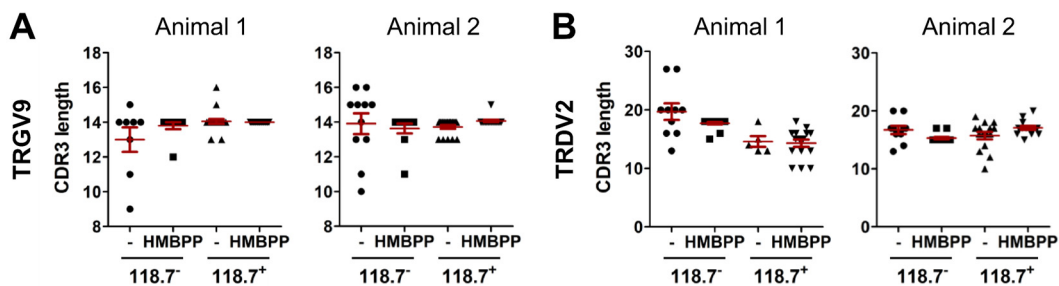 A
Animal 1
Animal 2
TRGV9
CDR3 length
18
16
14
12
10
8
18
16
14
12
10
8
- HMBPP - HMBPP
118.7⁻ 118.7⁺
- HMBPP - HMBPP
118.7⁻ 118.7⁺
B
Animal 1
Animal 2
TRDV2
CDR3 length
30
20
10
0
30
20
10
0
- HMBPP - HMBPP
118.7⁻ 118.7⁺
- HMBPP - HMBPP
118.7⁻ 118.7⁺